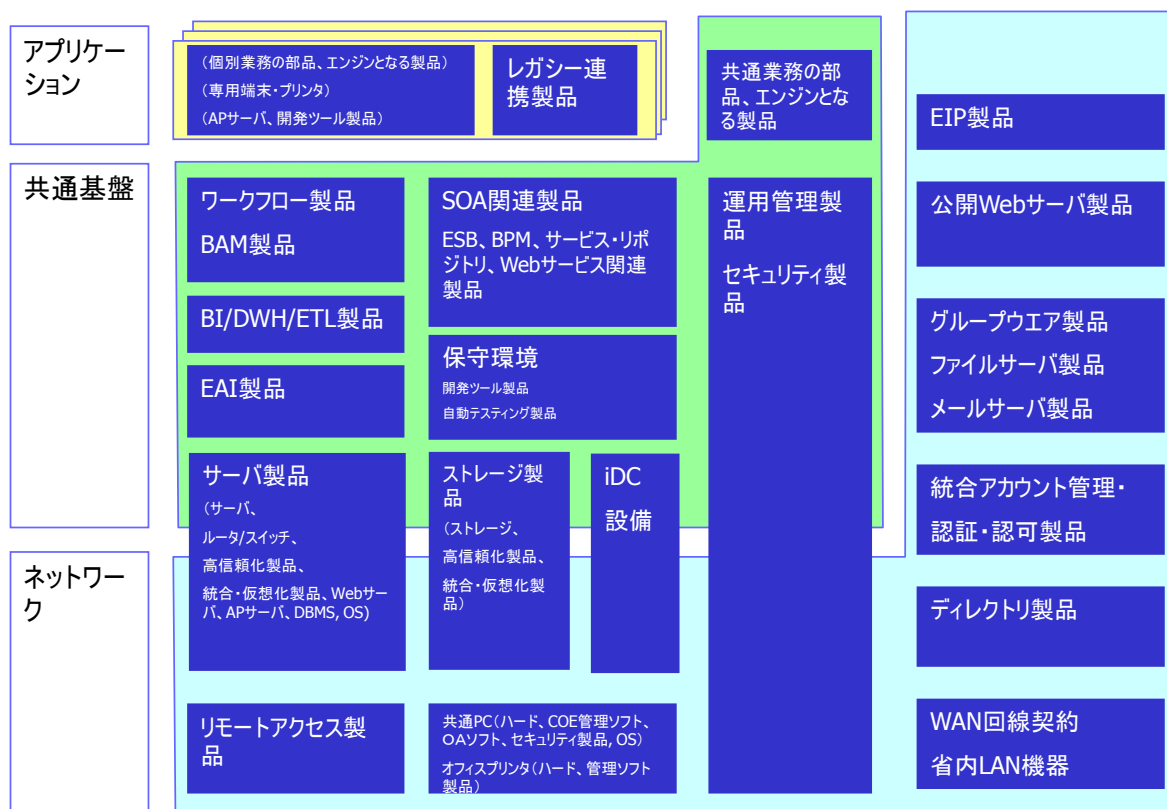 アプリケー
ション
（個別業務の部品、エンジンとなる製品）
（専用端末・プリンタ）
（APサーバ、開発ツール製品）
レガシー連
携製品
共通業務の部
品、エンジンとな
る製品
EIP製品
共通基盤
ワークフロー製品
BAM製品
SOA関連製品
ESB、BPM、サービス・リポ
ジトリ、Webサービス関連
製品
運用管理製
品
セキュリティ製
品
公開Webサーバ製品
BI/DWH/ETL製品
EAI製品
保守環境
開発ツール製品
自動テスティング製品
グループウエア製品
ファイルサーバ製品
メールサーバ製品
サーバ製品
（サーバ、
ルータ/スイッチ、
高信頼化製品、
統合・仮想化製品、Webサー
バ、APサーバ、DBMS, OS)
ストレージ製
品
（ストレージ、
高信頼化製品、
統合・仮想化製
品）
iDC
設備
統合アカウント管理・
認証・認可製品
ネットワー
ク
ディレクトリ製品
リモートアクセス製
品
共通PC（ハード、COE管理ソフト、
OAソフト、セキュリティ製品, OS）
オフィスプリンタ（ハード、管理ソフト
製品）
WAN回線契約
省内LAN機器